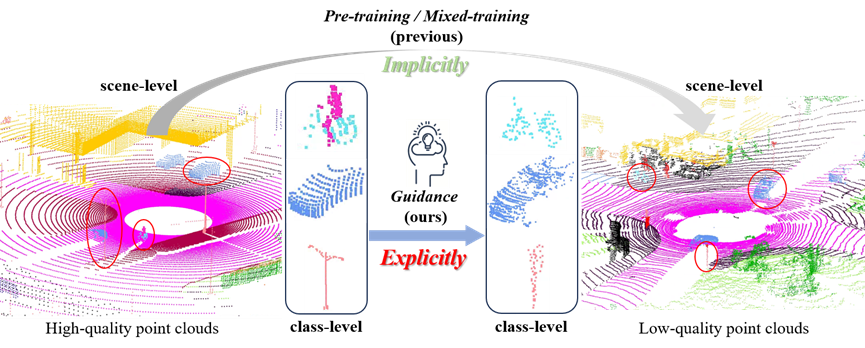 Pre-training / Mixed-training
(previous)
Implicitly
scene-level
scene-level
Guidance
(ours)
Explicitly
class-level
class-level
High-quality point clouds
Low-quality point clouds